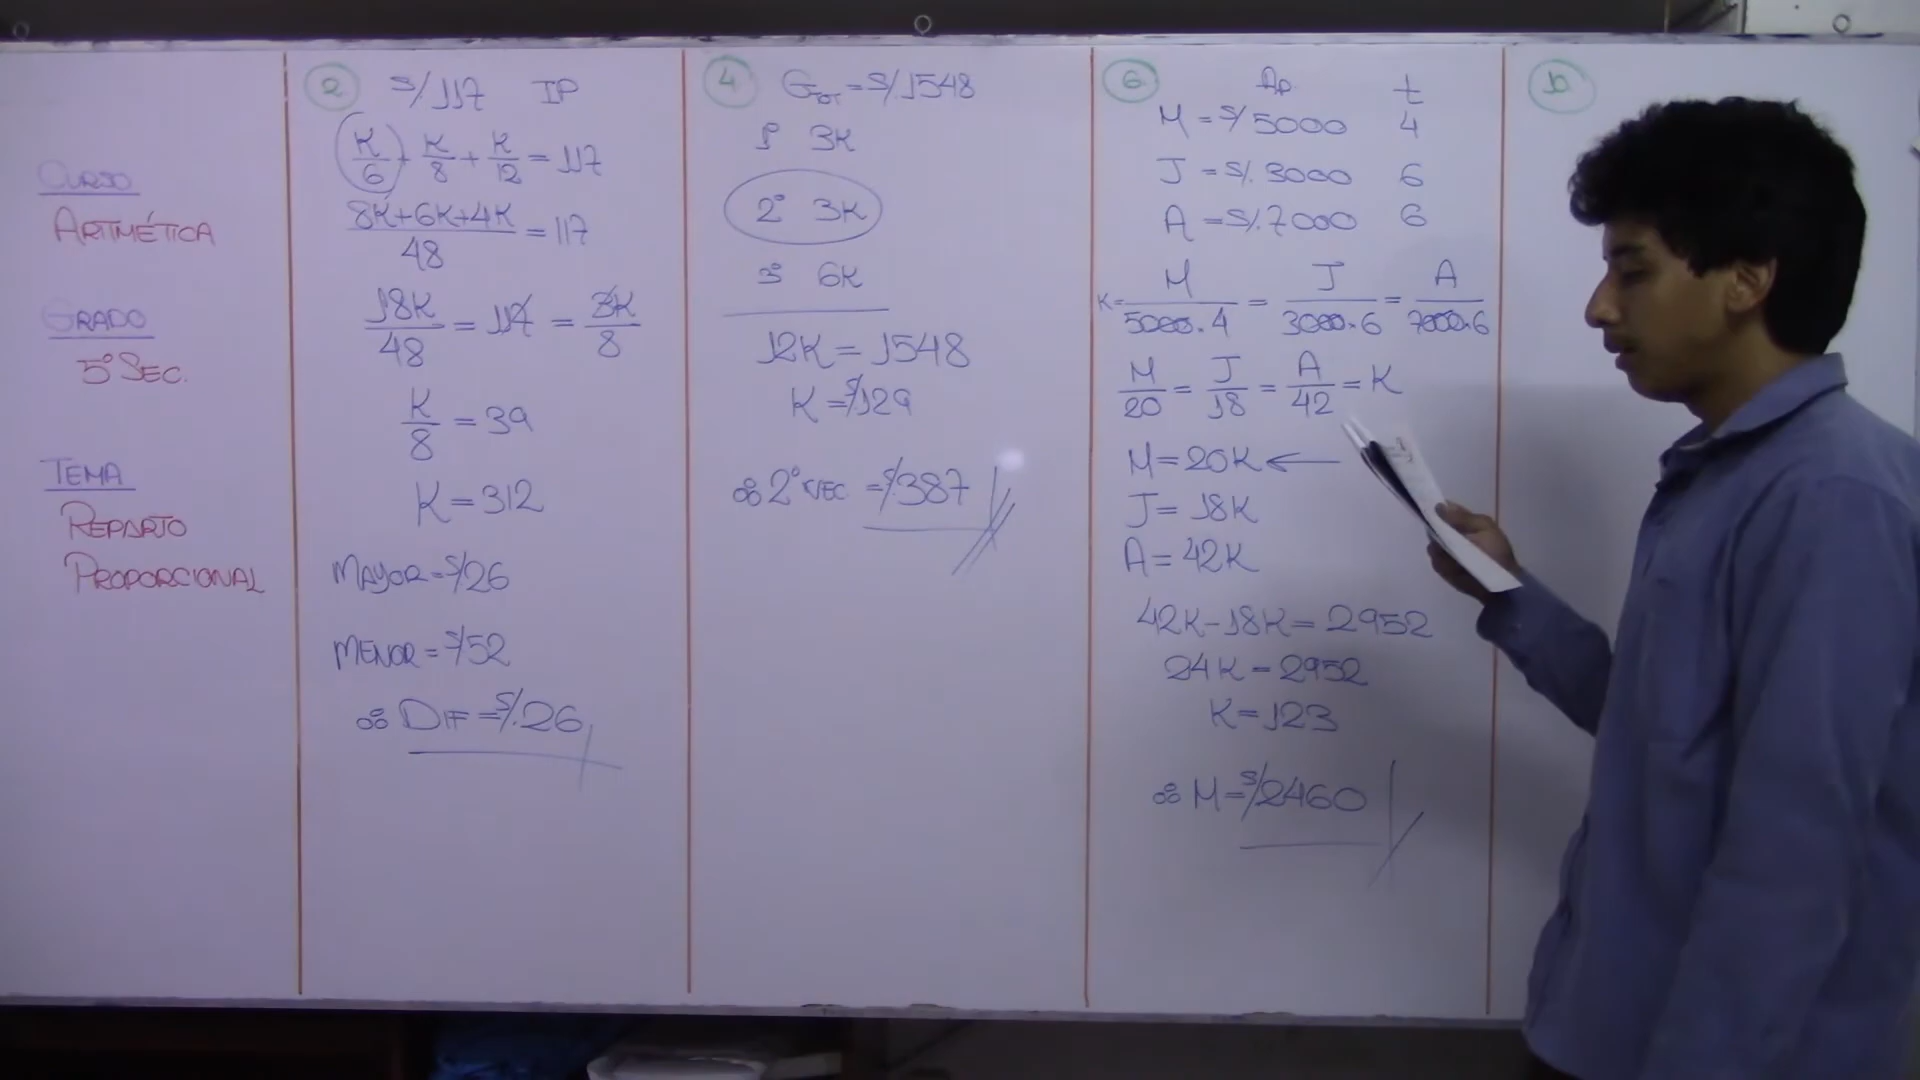 CURSO
ARITMÉTICA
GRADO
5° SEC.
TEMA
REPARTO
PROPORCIONAL
2 S/117 IP
K/6 + K/8 + K/12 = 117
8K+6K+4K/48 = 117
18K/48 = 117 = 3K/8
K/8 = 39
K = 312
MAYOR = S/26
MENOR = S/52
∴ DIF = S/.26
4 GTOT = S/1548
1° 3K
2° 3K
3° 6K
12K = 1548
K = S/129
∴ 2° SEC = S/.387
6 Ap t
M = S/5000 4
J = S/.3000 6
A = S/.7000 6
K = M/5000.4 = J/3000.6 = A/7000.6
M/20 = J/18 = A/42 = K
M = 20K ←
J = 18K
A = 42K
42K - 18K = 2952
24K = 2952
K = 123
∴ M = S/2460
10